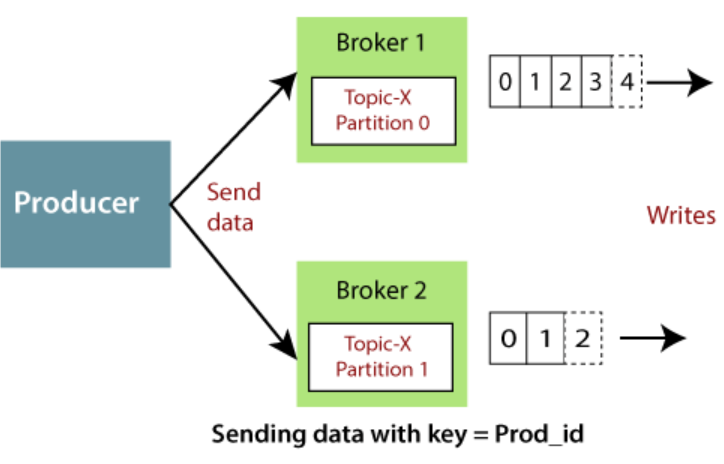 Broker 1
Topic-X
Partition 0
0 1 2 3 4
Producer
Send
data
Writes
Broker 2
Topic-X
Partition 1
0 1 2
Sending data with key = Prod_id